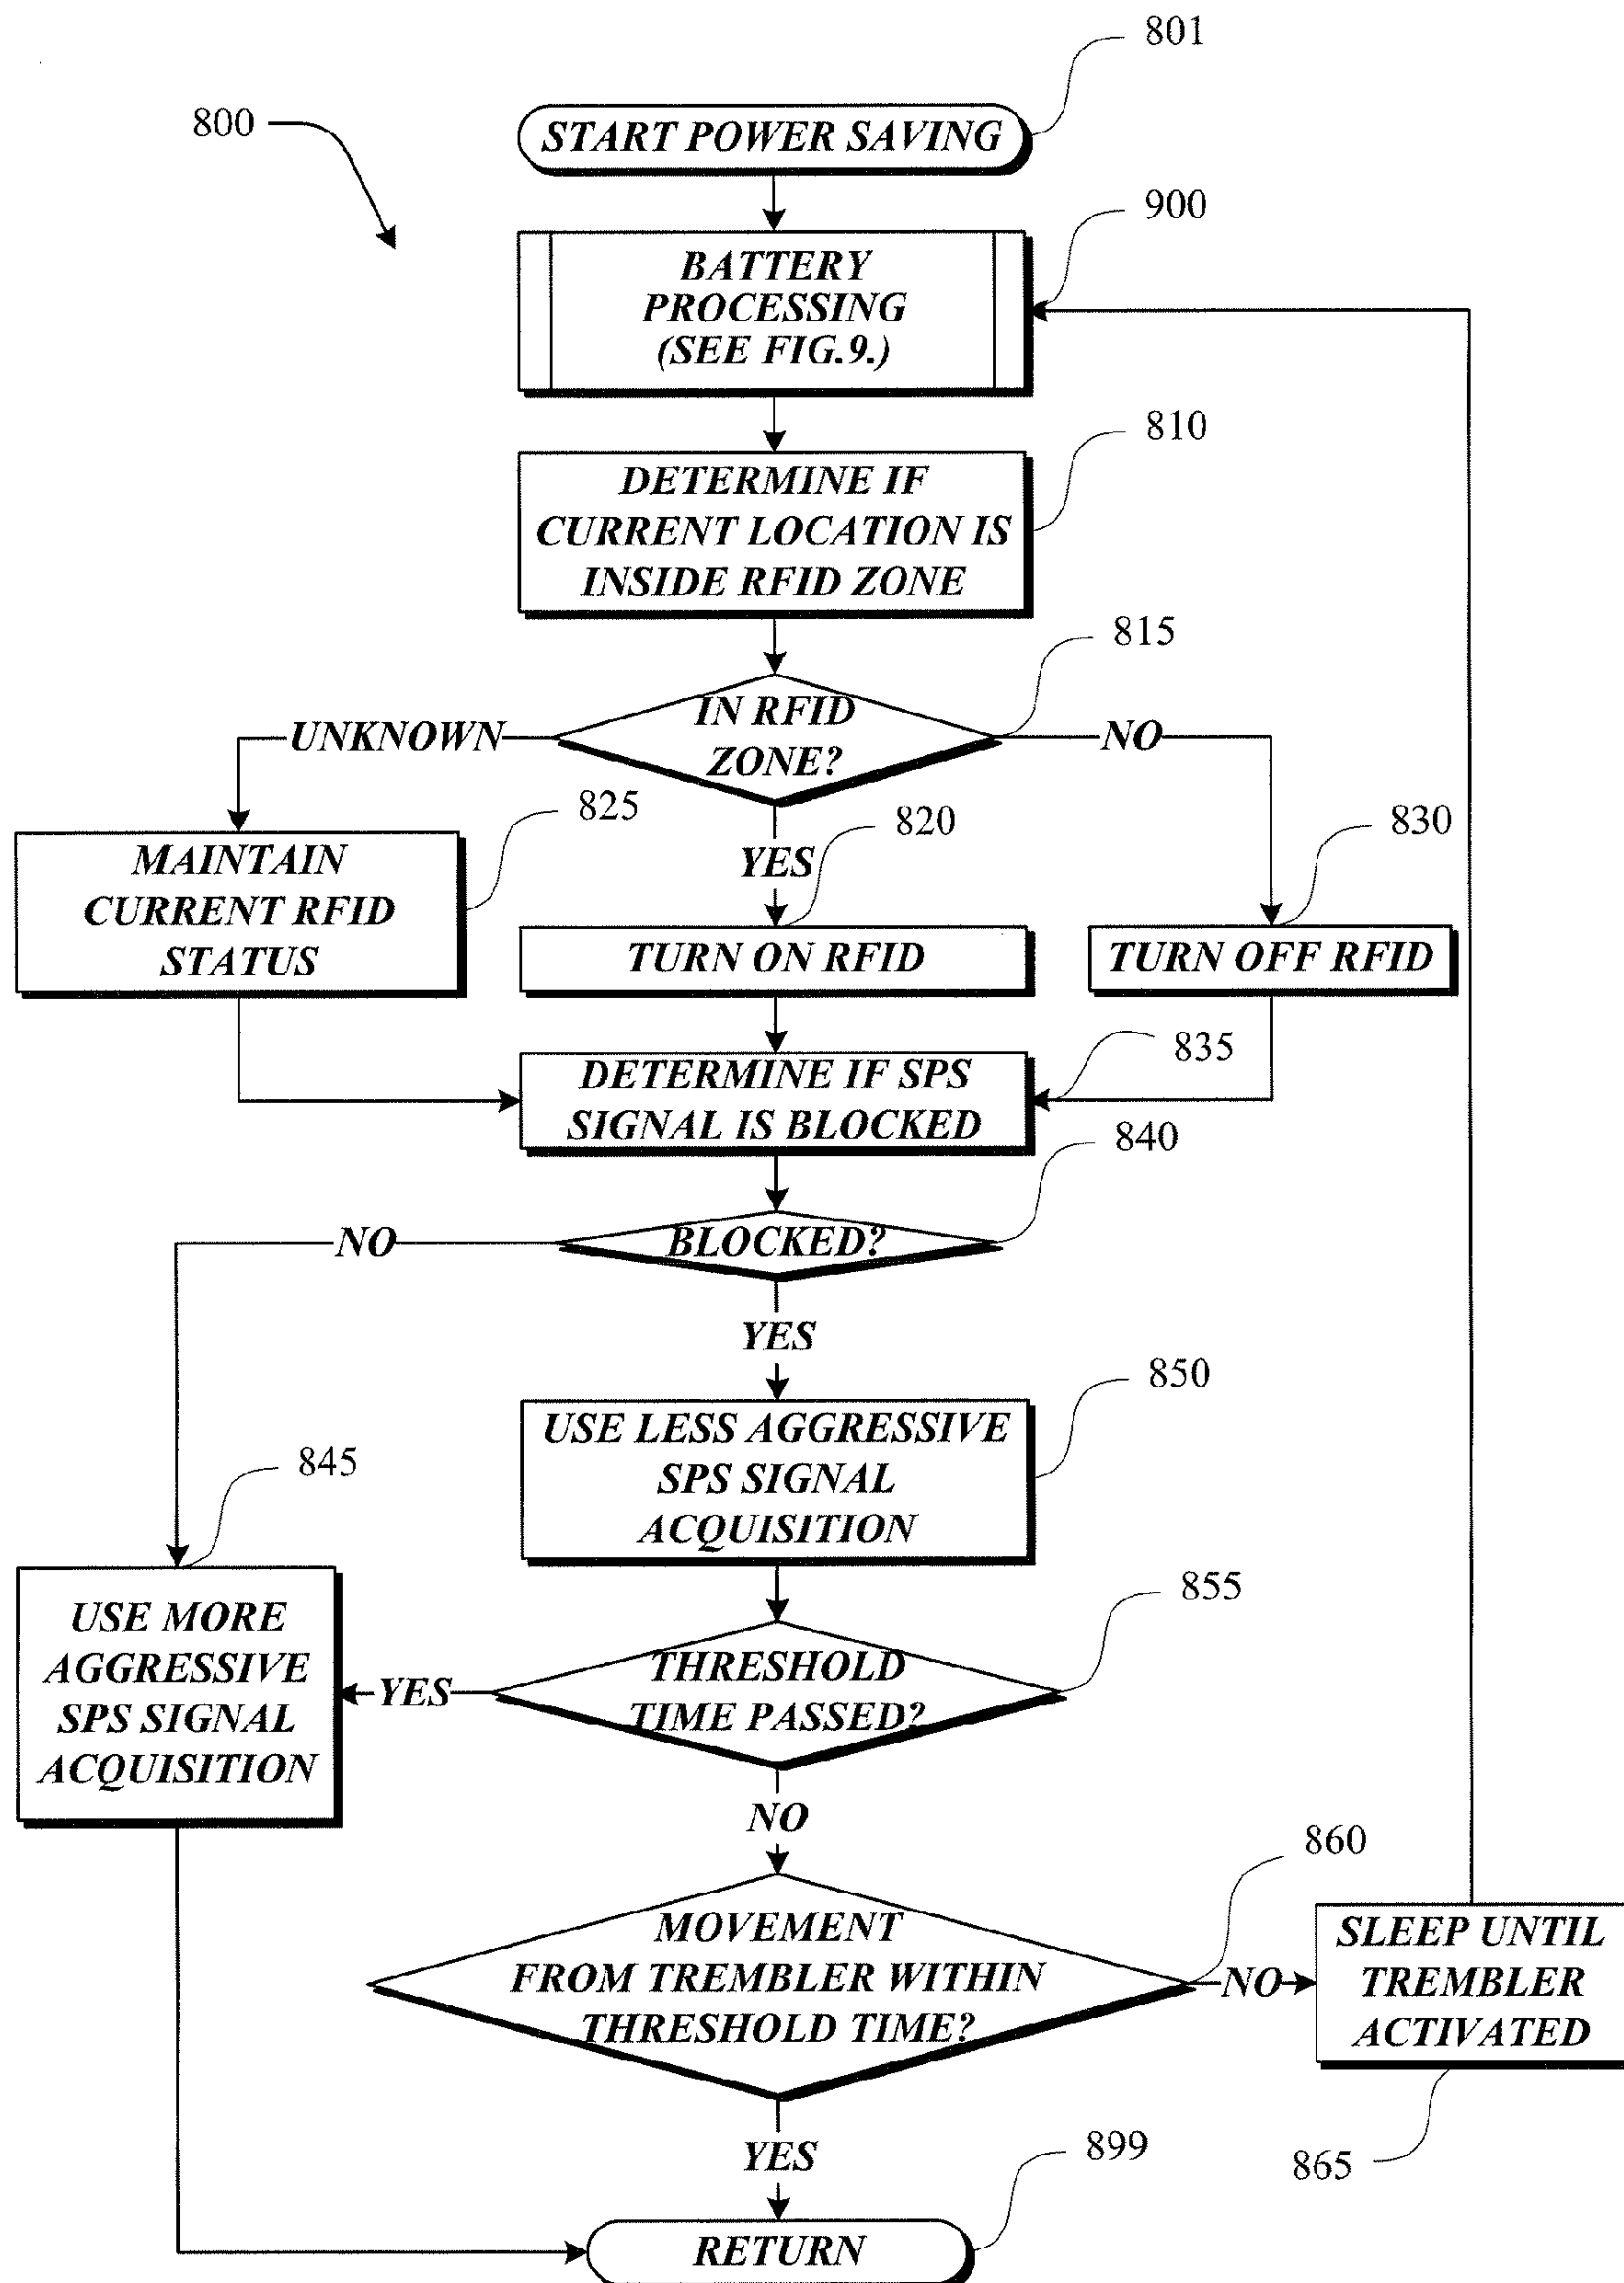 801
800
START POWER SAVING
900
BATTERY
PROCESSING
(SEE FIG.9.)
810
DETERMINE IF
CURRENT LOCATION IS
INSIDE RFID ZONE
815
IN RFID
ZONE?
UNKNOWN
NO
825
820
830
YES
MAINTAIN
CURRENT RFID
STATUS
TURN ON RFID
TURN OFF RFID
835
DETERMINE IF SPS
SIGNAL IS BLOCKED
840
NO
BLOCKED?
YES
850
USE LESS AGGRESSIVE
SPS SIGNAL
ACQUISITION
845
855
USE MORE
AGGRESSIVE
SPS SIGNAL
ACQUISITION
YES
THRESHOLD
TIME PASSED?
NO
860
MOVEMENT
FROM TREMBLER WITHIN
THRESHOLD TIME?
NO
SLEEP UNTIL
TREMBLER
ACTIVATED
YES
899
865
RETURN